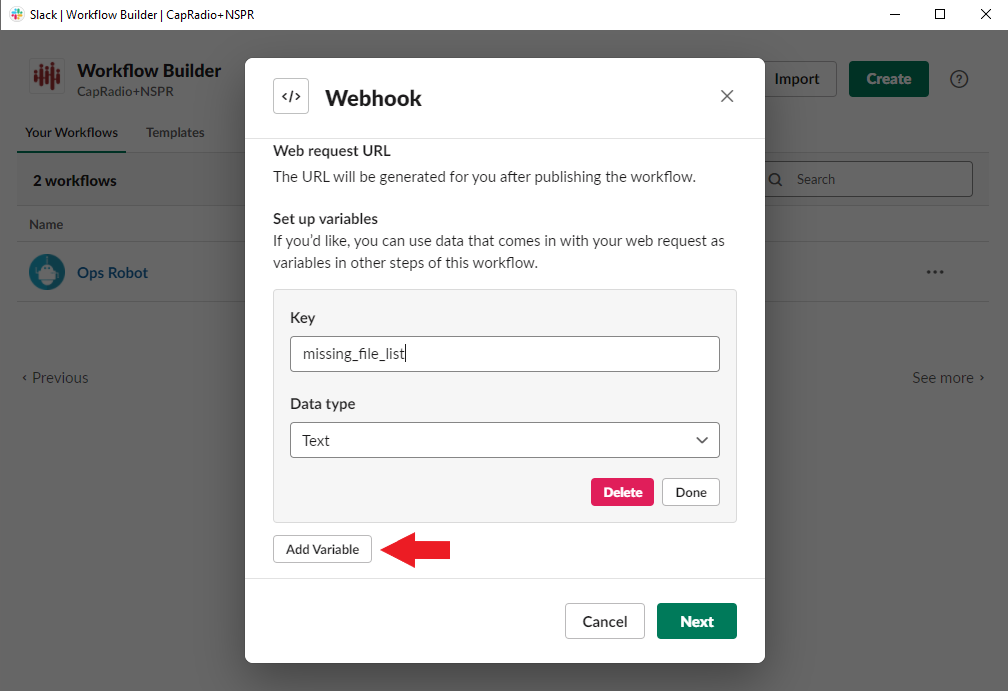 Slack | Workflow Builder | CapRadio+NSPR
Workflow Builder
CapRadio+NSPR
Import
Create
?
Your Workflows
Templates
2 workflows
Search
Name
Ops Robot
‹ Previous
See more ›
</> Webhook
Web request URL
The URL will be generated for you after publishing the workflow.
Set up variables
If you’d like, you can use data that comes in with your web request as
variables in other steps of this workflow.
Key
missing_file_list
Data type
Text
Delete
Done
Add Variable
Cancel
Next